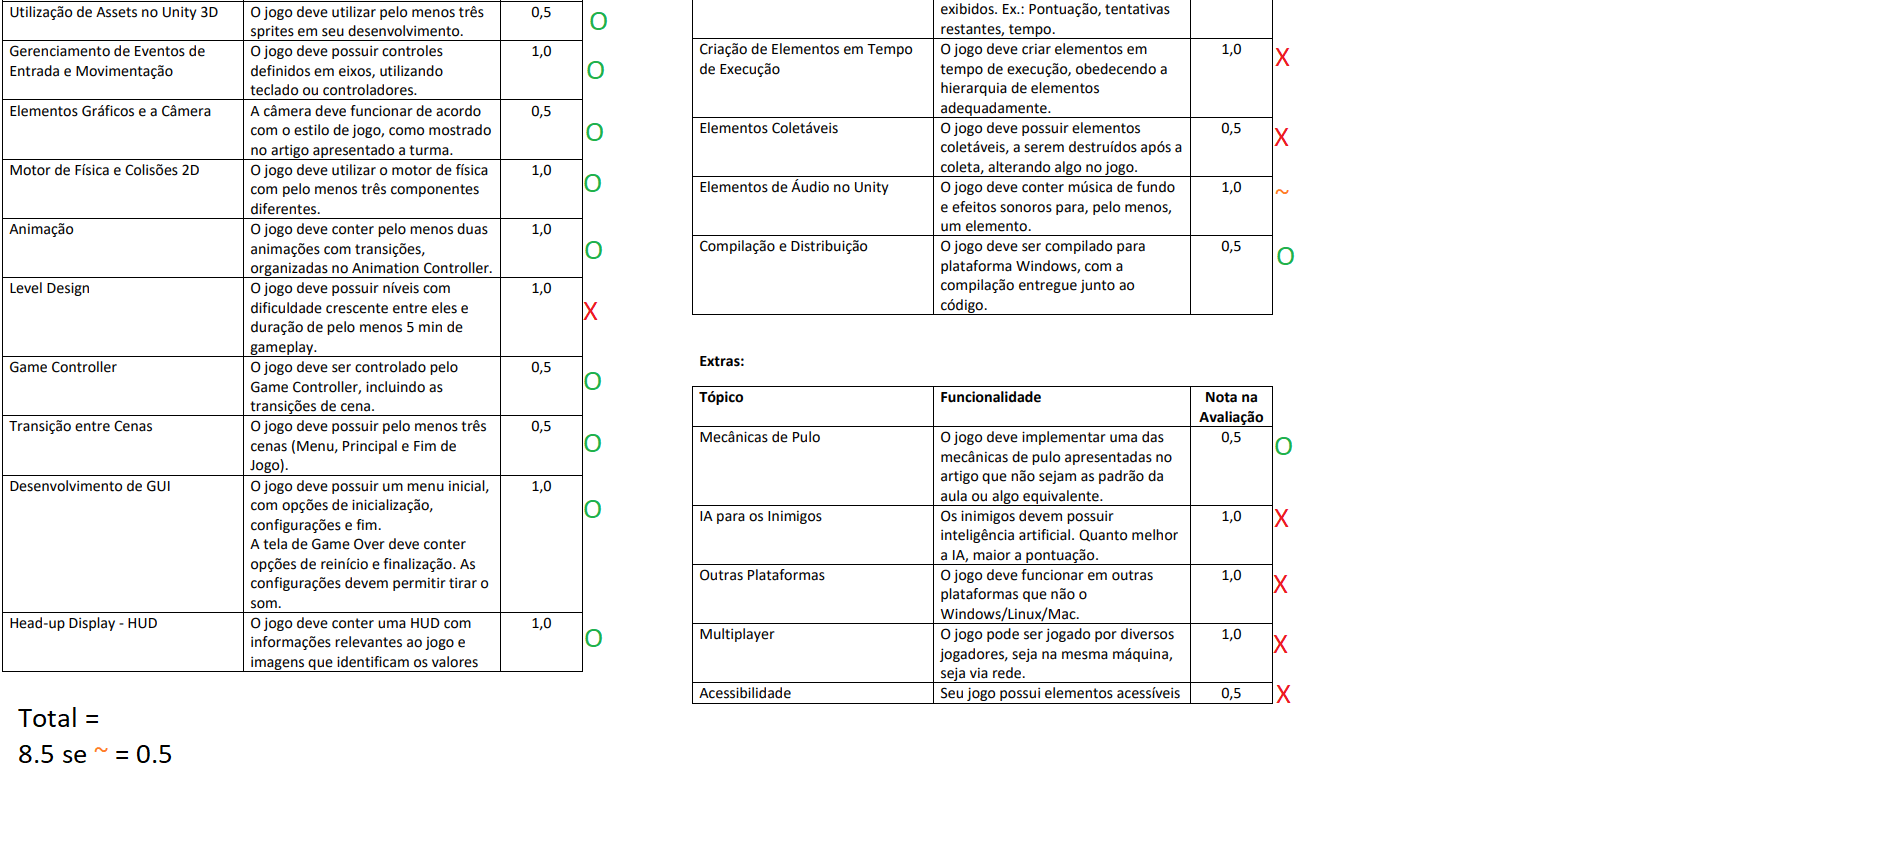 Utilização de Assets no Unity 3D O jogo deve utilizar pelo menos três 0,5 O
sprites em seu desenvolvimento.
Gerenciamento de Eventos de O jogo deve possuir controles 1,0
Entrada e Movimentação definidos em eixos, utilizando O
teclado ou controladores.
Elementos Gráficos e a Câmera A câmera deve funcionar de acordo 0,5
com o estilo de jogo, como mostrado O
no artigo apresentado a turma.
Motor de Física e Colisões 2D O jogo deve utilizar o motor de física 1,0
com pelo menos três componentes O
diferentes.
Animação O jogo deve conter pelo menos duas 1,0
animações com transições, O
organizadas no Animation Controller.
Level Design O jogo deve possuir níveis com 1,0
dificuldade crescente entre eles e X
duração de pelo menos 5 min de
gameplay.
Game Controller O jogo deve ser controlado pelo 0,5
Game Controller, incluindo as O
transições de cena.
Transição entre Cenas O jogo deve possuir pelo menos três 0,5
cenas (Menu, Principal e Fim de O
Jogo).
Desenvolvimento de GUI O jogo deve possuir um menu inicial, 1,0
com opções de inicialização, O
configurações e fim.
A tela de Game Over deve conter
opções de reinício e finalização. As
configurações devem permitir tirar o
som.
Head-up Display - HUD O jogo deve conter uma HUD com 1,0
informações relevantes ao jogo e O
imagens que identificam os valores
Total =
8.5 se ~ = 0.5
exibidos. Ex.: Pontuação, tentativas
restantes, tempo.
Criação de Elementos em Tempo O jogo deve criar elementos em 1,0 X
de Execução tempo de execução, obedecendo a
hierarquia de elementos
adequadamente.
Elementos Coletáveis O jogo deve possuir elementos 0,5 X
coletáveis, a serem destruídos após a
coleta, alterando algo no jogo.
Elementos de Áudio no Unity O jogo deve conter música de fundo 1,0 ~
e efeitos sonoros para, pelo menos,
um elemento.
Compilação e Distribuição O jogo deve ser compilado para 0,5 O
plataforma Windows, com a
compilação entregue junto ao
código.
Extras:
Tópico Funcionalidade Nota na
Avaliação
Mecânicas de Pulo O jogo deve implementar uma das 0,5 O
mecânicas de pulo apresentadas no
artigo que não sejam as padrão da
aula ou algo equivalente.
IA para os Inimigos Os inimigos devem possuir 1,0 X
inteligência artificial. Quanto melhor
a IA, maior a pontuação.
Outras Plataformas O jogo deve funcionar em outras 1,0 X
plataformas que não o
Windows/Linux/Mac.
Multiplayer O jogo pode ser jogado por diversos 1,0 X
jogadores, seja na mesma máquina,
seja via rede.
Acessibilidade Seu jogo possui elementos acessíveis 0,5 X